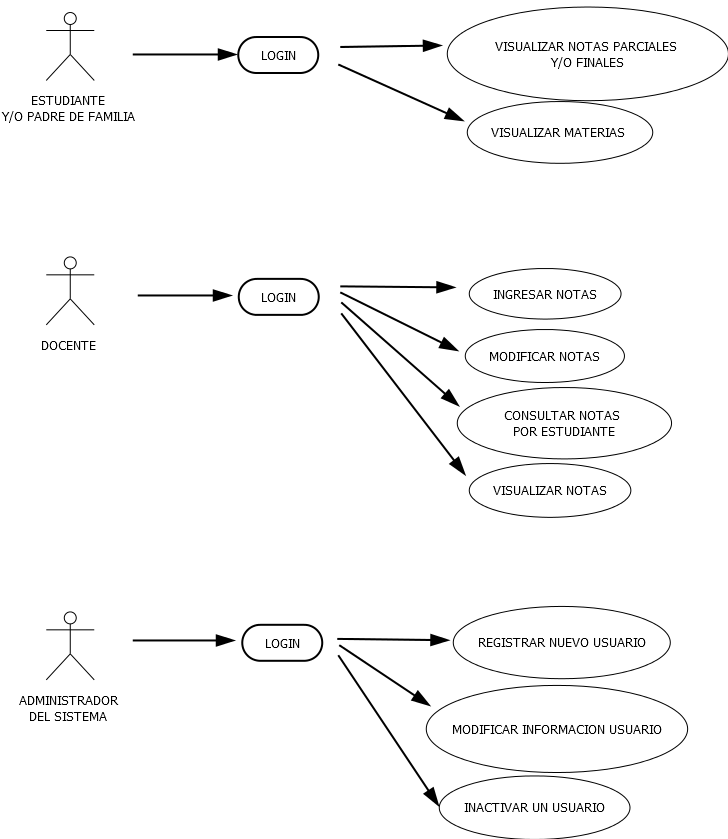 ESTUDIANTE
Y/O PADRE DE FAMILIA
LOGIN
VISUALIZAR NOTAS PARCIALES
Y/O FINALES
VISUALIZAR MATERIAS
DOCENTE
LOGIN
INGRESAR NOTAS
MODIFICAR NOTAS
CONSULTAR NOTAS
POR ESTUDIANTE
VISUALIZAR NOTAS
ADMINISTRADOR
DEL SISTEMA
LOGIN
REGISTRAR NUEVO USUARIO
MODIFICAR INFORMACION USUARIO
INACTIVAR UN USUARIO